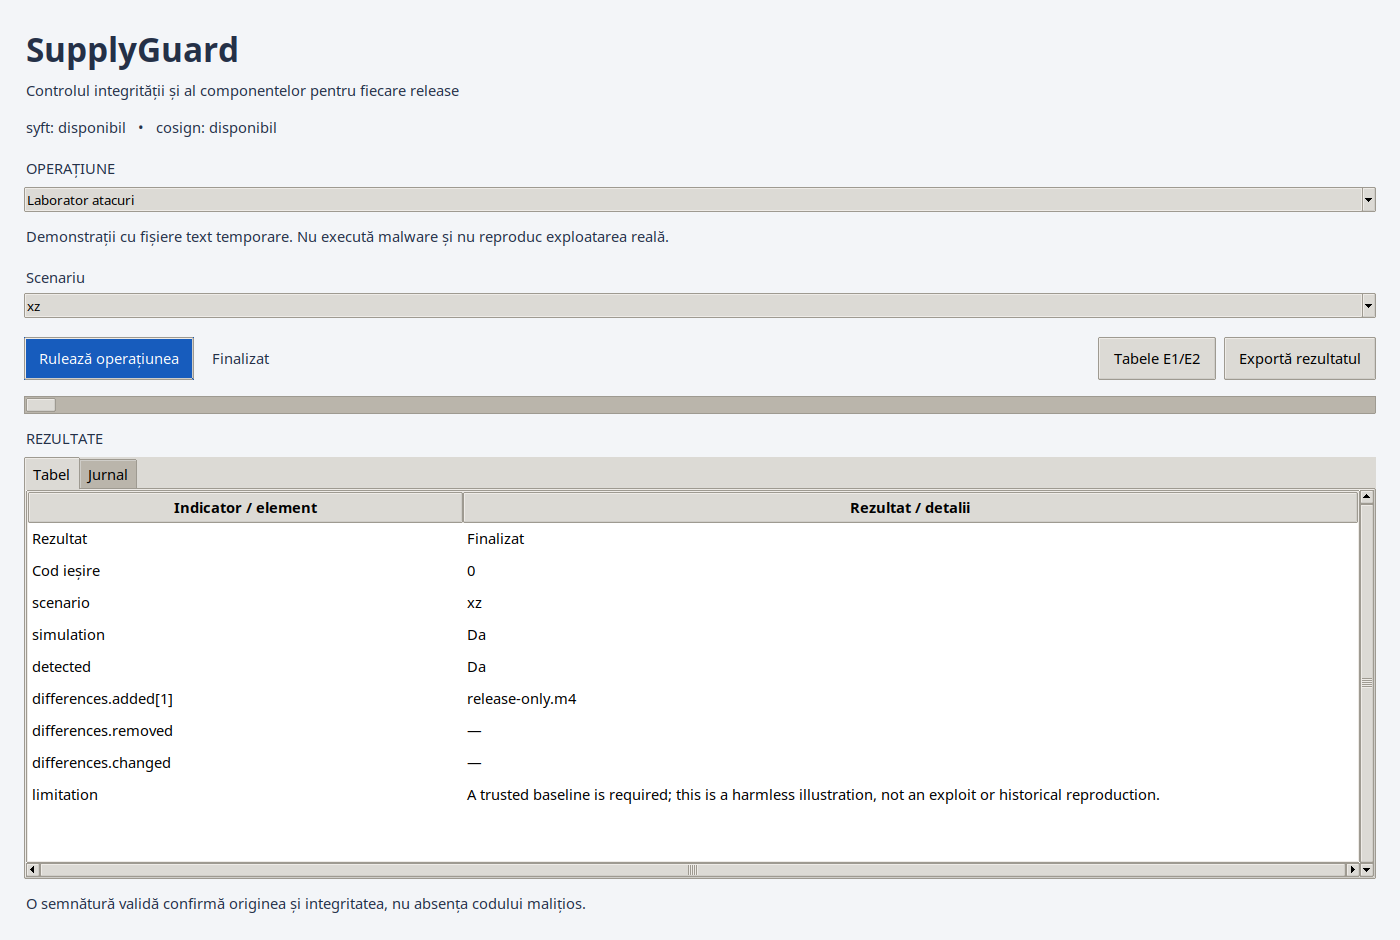 SupplyGuard
Controlul integrității și al componentelor pentru fiecare release
syft: disponibil • cosign: disponibil
OPERAȚIUNE
Laborator atacuri
Demonstrații cu fișiere text temporare. Nu execută malware și nu reproduc exploatarea reală.
Scenariu
xz
Rulează operațiunea Finalizat Tabele E1/E2 Exportă rezultatul
REZULTATE
Tabel Jurnal
Indicator / element Rezultat / detalii
Rezultat Finalizat
Cod ieșire 0
scenario xz
simulation Da
detected Da
differences.added[1] release-only.m4
differences.removed —
differences.changed —
limitation A trusted baseline is required; this is a harmless illustration, not an exploit or historical reproduction.
O semnătură validă confirmă originea și integritatea, nu absența codului malițios.